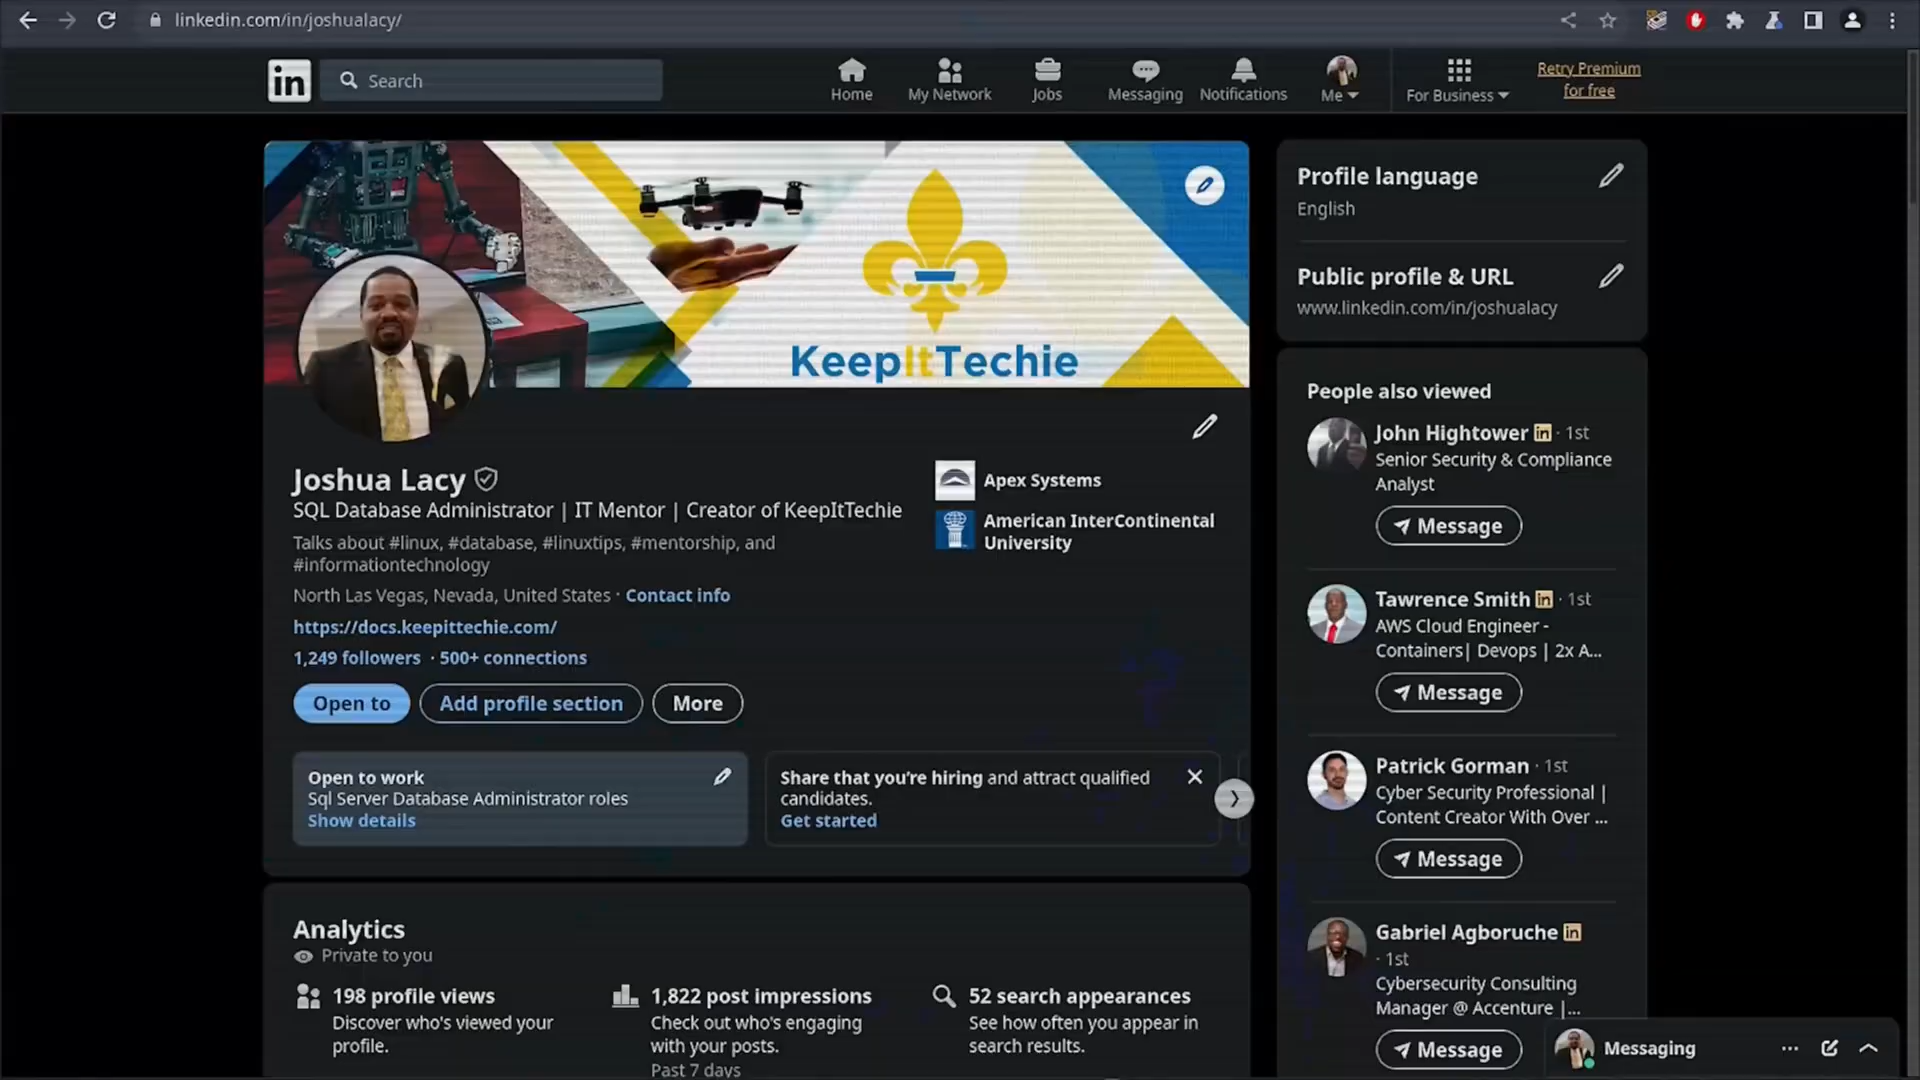 linkedin.com/in/joshualacy/
in
Search
Home
My Network
Jobs
Messaging
Notifications
Me
For Business
Retry Premium
for free
KeepItTechie
Joshua Lacy
SQL Database Administrator | IT Mentor | Creator of KeepItTechie
Talks about #linux, #database, #linuxtips, #mentorship, and
#informationtechnology
North Las Vegas, Nevada, United States · Contact info
https://docs.keepittechie.com/
1,249 followers · 500+ connections
Open to
Add profile section
More
Apex Systems
American InterContinental
University
Open to work
Sql Server Database Administrator roles
Show details
Share that you're hiring and attract qualified
candidates.
Get started
Analytics
Private to you
198 profile views
Discover who's viewed your
profile.
1,822 post impressions
Check out who's engaging
with your posts.
Past 7 days
52 search appearances
See how often you appear in
search results.
Profile language
English
Public profile & URL
www.linkedin.com/in/joshualacy
People also viewed
John Hightower in · 1st
Senior Security & Compliance
Analyst
Message
Tawrence Smith in · 1st
AWS Cloud Engineer -
Containers| Devops | 2x A...
Message
Patrick Gorman · 1st
Cyber Security Professional |
Content Creator With Over ...
Message
Gabriel Agboruche in
· 1st
Cybersecurity Consulting
Manager @ Accenture |...
Message
Messaging